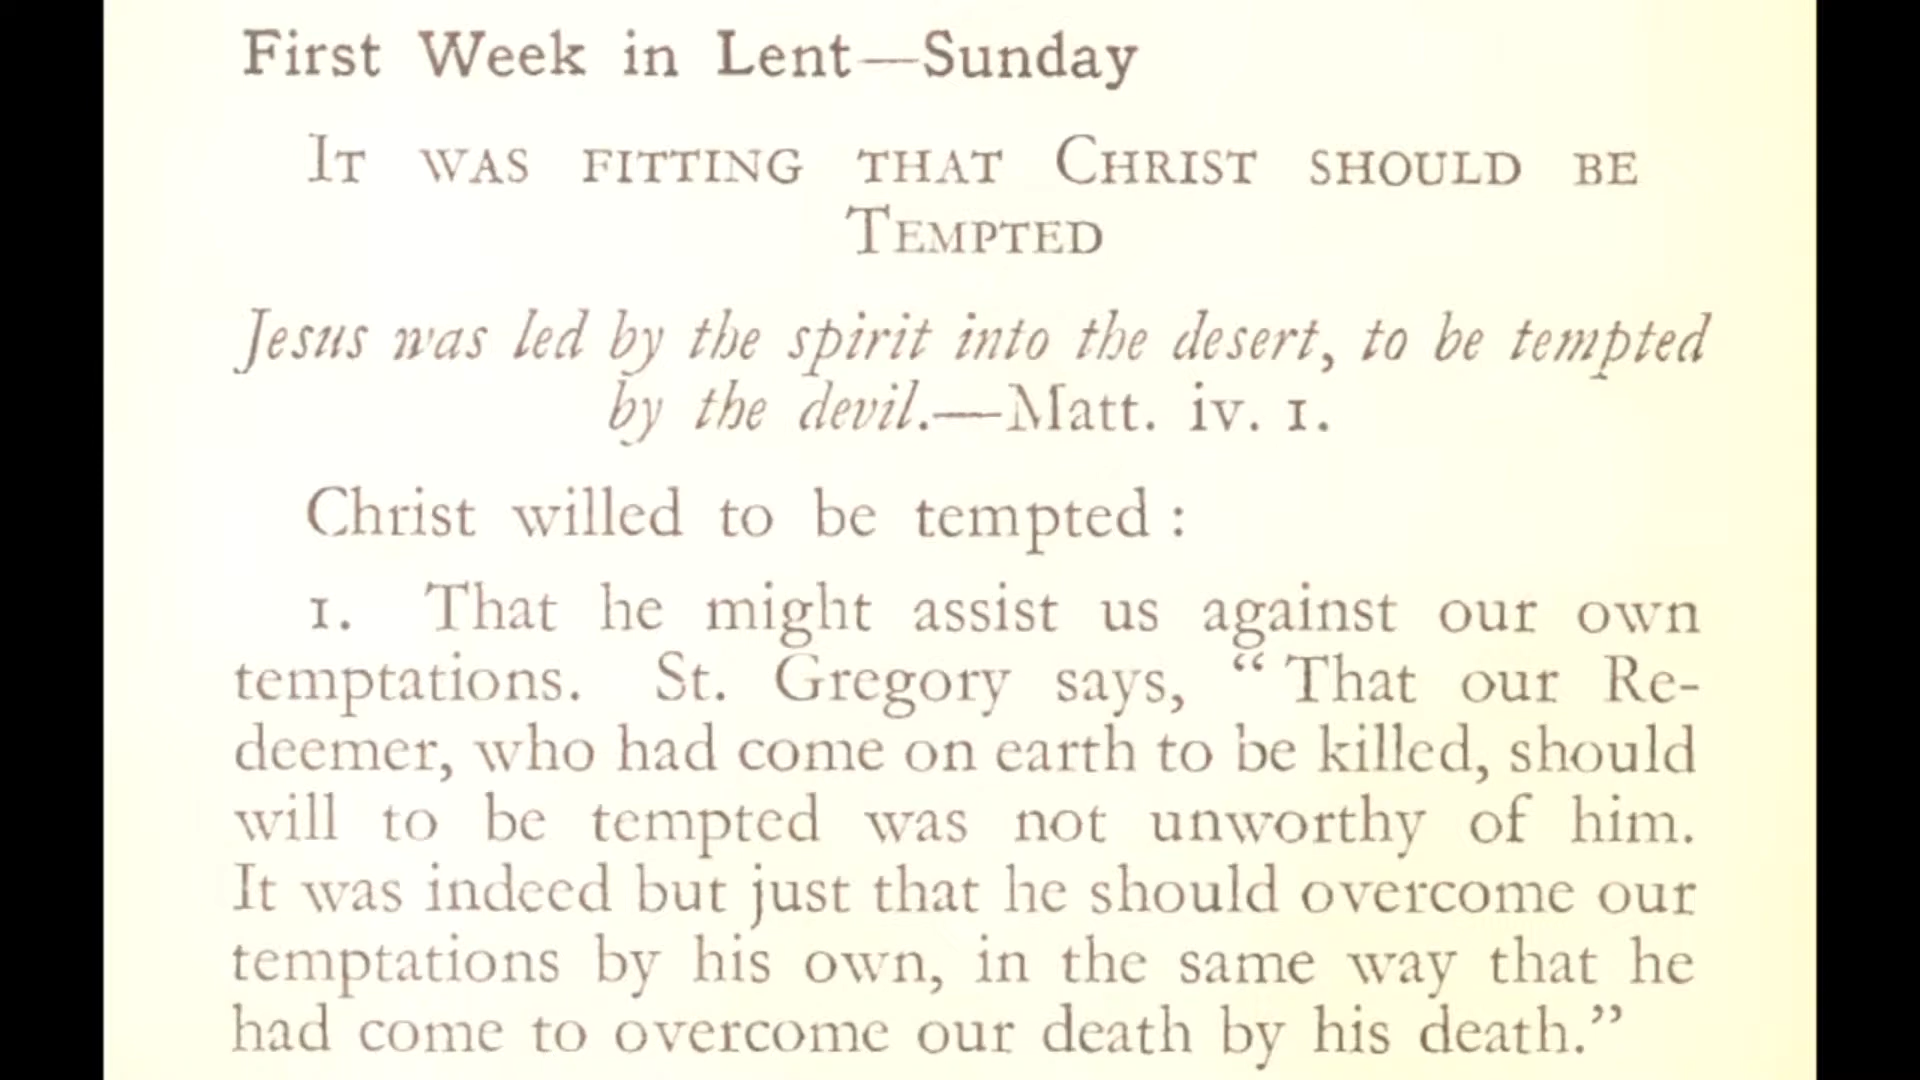 First Week in Lent—Sunday
It was fitting that Christ should be
Tempted
Jesus was led by the spirit into the desert, to be tempted
by the devil.—Matt. iv. 1.
Christ willed to be tempted :
1. That he might assist us against our own
temptations. St. Gregory says, “ That our Re-
deemer, who had come on earth to be killed, should
will to be tempted was not unworthy of him.
It was indeed but just that he should overcome our
temptations by his own, in the same way that he
had come to overcome our death by his death.”